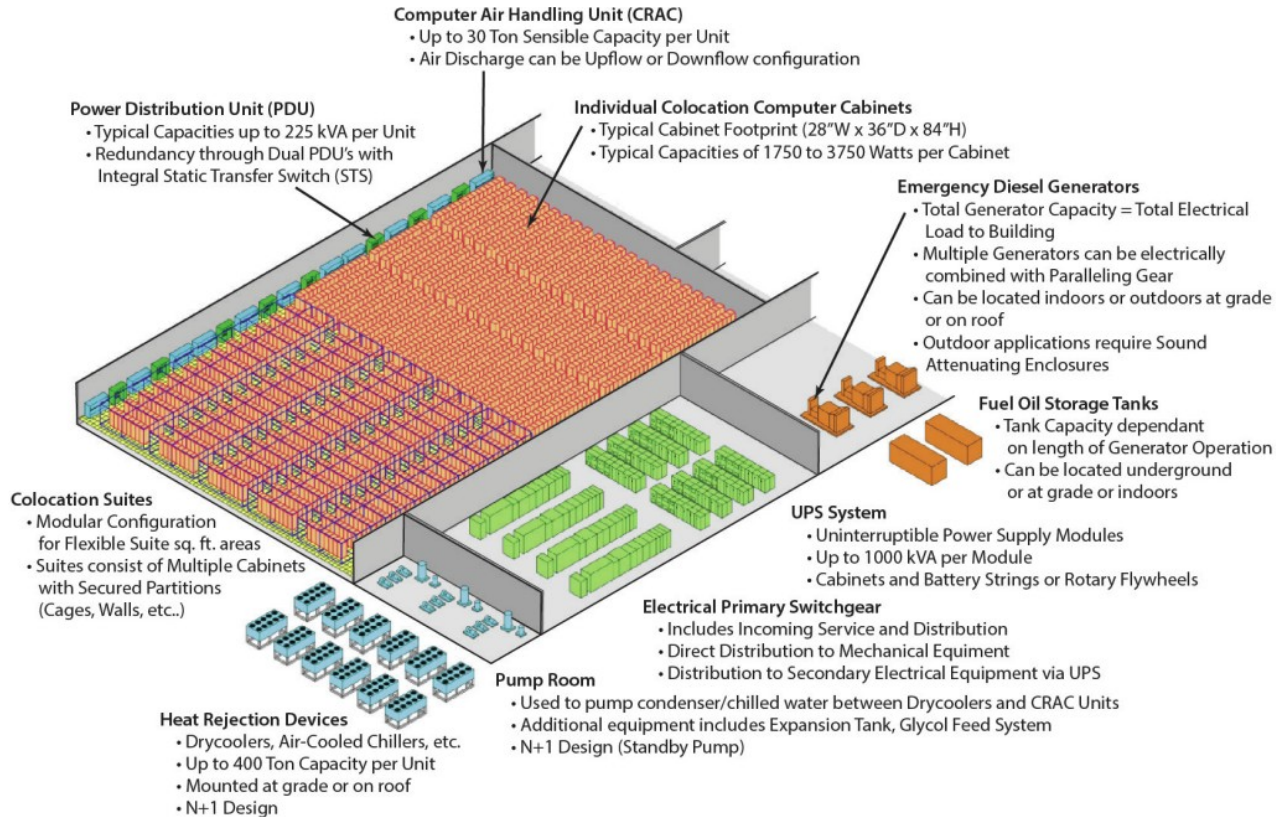 Computer Air Handling Unit (CRAC)
• Up to 30 Ton Sensible Capacity per Unit
• Air Discharge can be Upflow or Downflow configuration
Power Distribution Unit (PDU)
• Typical Capacities up to 225 kVA per Unit
• Redundancy through Dual PDU's with
Integral Static Transfer Switch (STS)
Individual Colocation Computer Cabinets
• Typical Cabinet Footprint (28"W x 36"D x 84"H)
• Typical Capacities of 1750 to 3750 Watts per Cabinet
Emergency Diesel Generators
• Total Generator Capacity = Total Electrical
Load to Building
• Multiple Generators can be electrically
combined with Paralleling Gear
• Can be located indoors or outdoors at grade
or on roof
• Outdoor applications require Sound
Attenuating Enclosures
Fuel Oil Storage Tanks
• Tank Capacity dependant
on length of Generator Operation
• Can be located underground
or at grade or indoors
UPS System
• Uninterruptible Power Supply Modules
• Up to 1000 kVA per Module
• Cabinets and Battery Strings or Rotary Flywheels
Colocation Suites
• Modular Configuration
for Flexible Suite sq. ft. areas
• Suites consist of Multiple Cabinets
with Secured Partitions
(Cages, Walls, etc..)
Electrical Primary Switchgear
• Includes Incoming Service and Distribution
• Direct Distribution to Mechanical Equiment
• Distribution to Secondary Electrical Equipment via UPS
Pump Room
• Used to pump condenser/chilled water between Drycoolers and CRAC Units
• Additional equipment includes Expansion Tank, Glycol Feed System
• N+1 Design (Standby Pump)
Heat Rejection Devices
• Drycoolers, Air-Cooled Chillers, etc.
• Up to 400 Ton Capacity per Unit
• Mounted at grade or on roof
• N+1 Design